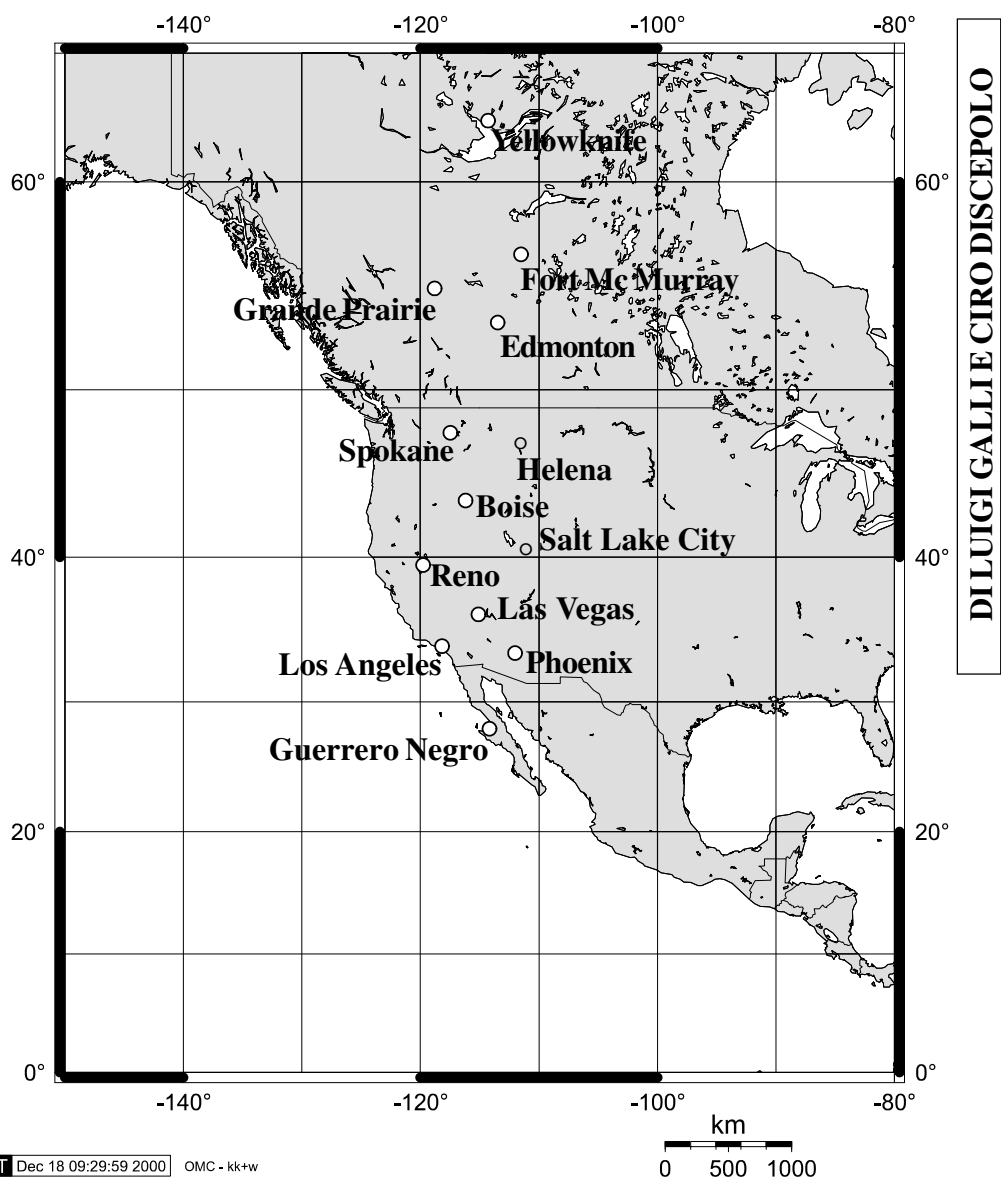 -140° -120° -100° -80°
DI LUIGI GALLI E CIRO DISCEPOLO
Yellowknife
60° 60°
Fort Mc Murray
Grande Prairie
Edmonton
Spokane
Helena
Boise
Salt Lake City
40° 40°
Reno
Las Vegas
Los Angeles
Phoenix
Guerrero Negro
20° 20°
0° 0°
-140° -120° -100° -80°
km
0 500 1000
T Dec 18 09:29:59 2000 OMC - kk+w